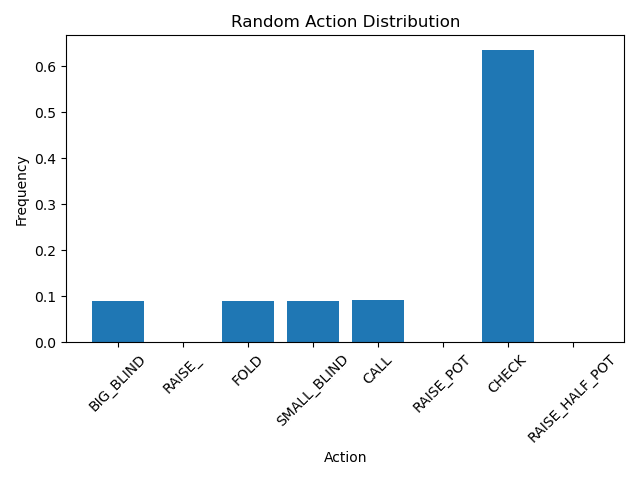 Random Action Distribution
Frequency
0.6
0.5
0.4
0.3
0.2
0.1
0.0
BIG_BLIND
RAISE_
FOLD
SMALL_BLIND
CALL
RAISE_POT
CHECK
RAISE_HALF_POT
Action